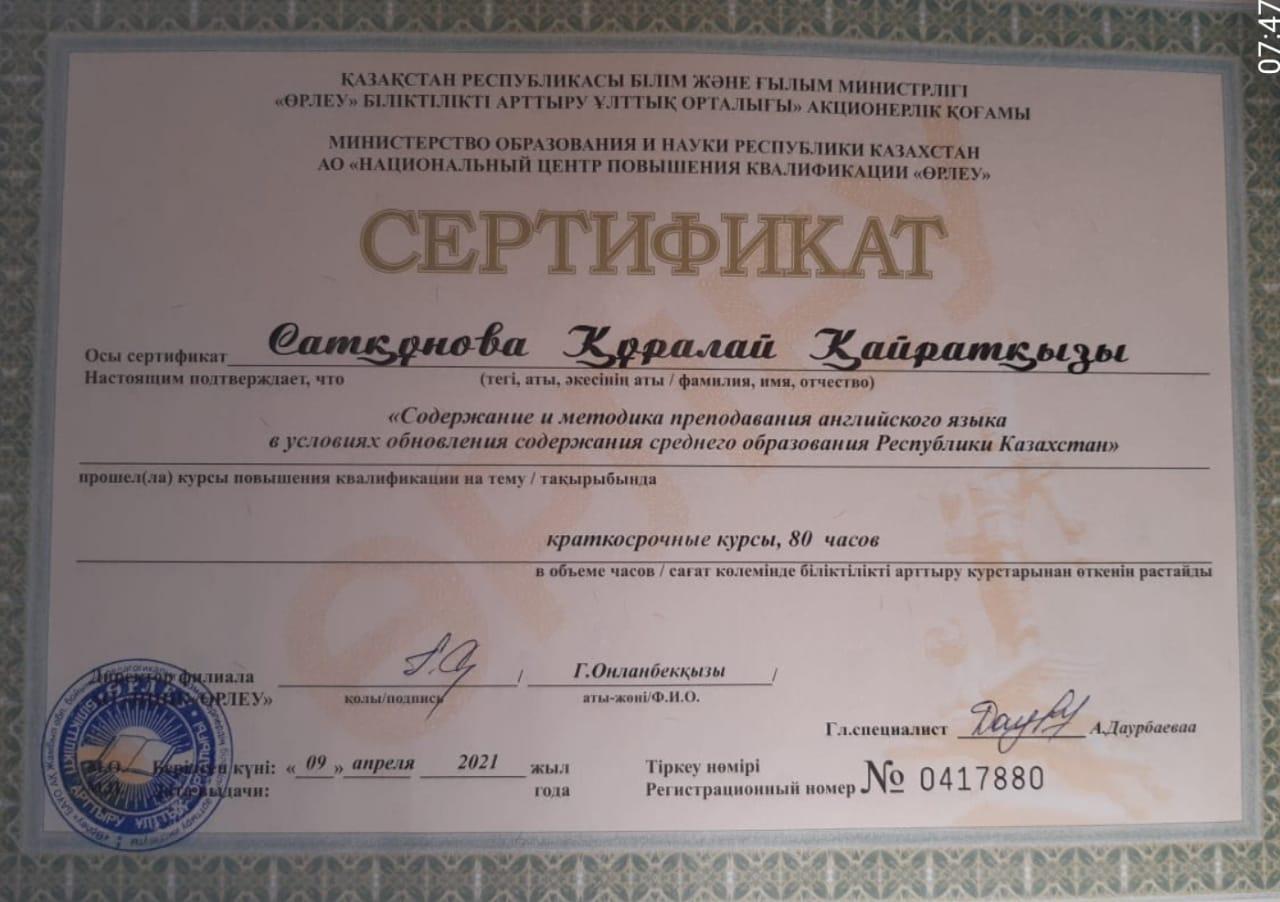 07:47
ҚАЗАҚСТАН РЕСПУБЛИКАСЫ БІЛІМ ЖӘНЕ ҒЫЛЫМ МИНИСТРЛІГІ
«ӨРЛЕУ» БІЛІКТІЛІКТІ АРТТЫРУ ҰЛТТЫҚ ОРТАЛЫҒЫ» АКЦИОНЕРЛІК ҚОҒАМЫ
МИНИСТЕРСТВО ОБРАЗОВАНИЯ И НАУКИ РЕСПУБЛИКИ КАЗАХСТАН
АО «НАЦИОНАЛЬНЫЙ ЦЕНТР ПОВЫШЕНИЯ КВАЛИФИКАЦИИ «ӨРЛЕУ»
СЕРТИФИКАТ
Осы сертификат Сатқұнова Құралай Қайратқызы
Настоящим подтверждает, что (тегі, аты, әкесінің аты / фамилия, имя, отчество)
«Содержание и методика преподавания английского языка
в условиях обновления содержания среднего образования Республики Казахстан»
прошел(ла) курсы повышения квалификации на тему / тақырыбында
краткосрочные курсы, 80 часов
в объеме часов / сағат көлемінде біліктілікті арттыру курстарынан өткенін растайды
Директор филиала / Г.Онланбекқызы /
«ӨРЛЕУ» қолы/подпись аты-жөні/Ф.И.О.
Гл.специалист А.Даурбаеваа
М.О. Берілген күні: «09» апреля 2021 жыл
дата выдачи: года
Тіркеу нөмірі
Регистрационный номер № 0417880